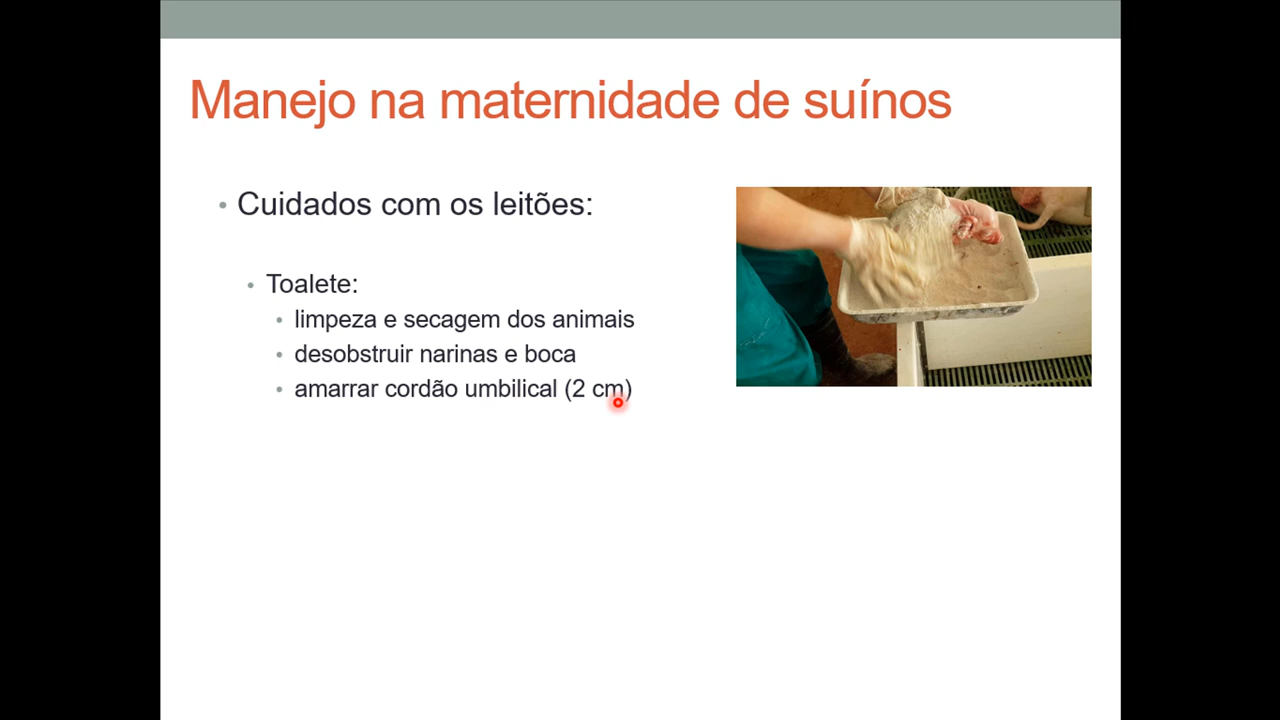 Manejo na maternidade de suínos
• Cuidados com os leitões:
• Toalete:
• limpeza e secagem dos animais
• desobstruir narinas e boca
• amarrar cordão umbilical (2 cm)